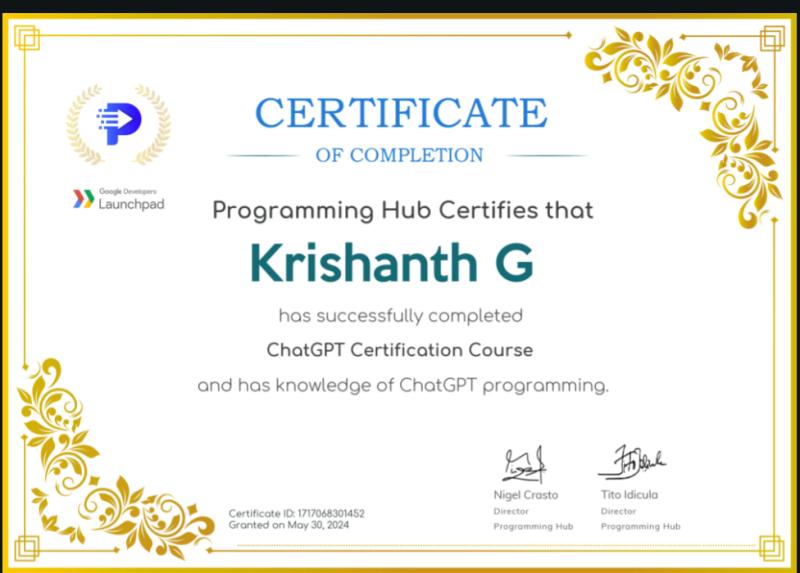 CERTIFICATE
OF COMPLETION
Google Developers
Launchpad
Programming Hub Certifies that
Krishanth G
has successfully completed
ChatGPT Certification Course
and has knowledge of ChatGPT programming.
Nigel Crasto
Director
Programming Hub
Tito Idicula
Director
Programming Hub
Certificate ID: 1717068301452
Granted on May 30, 2024